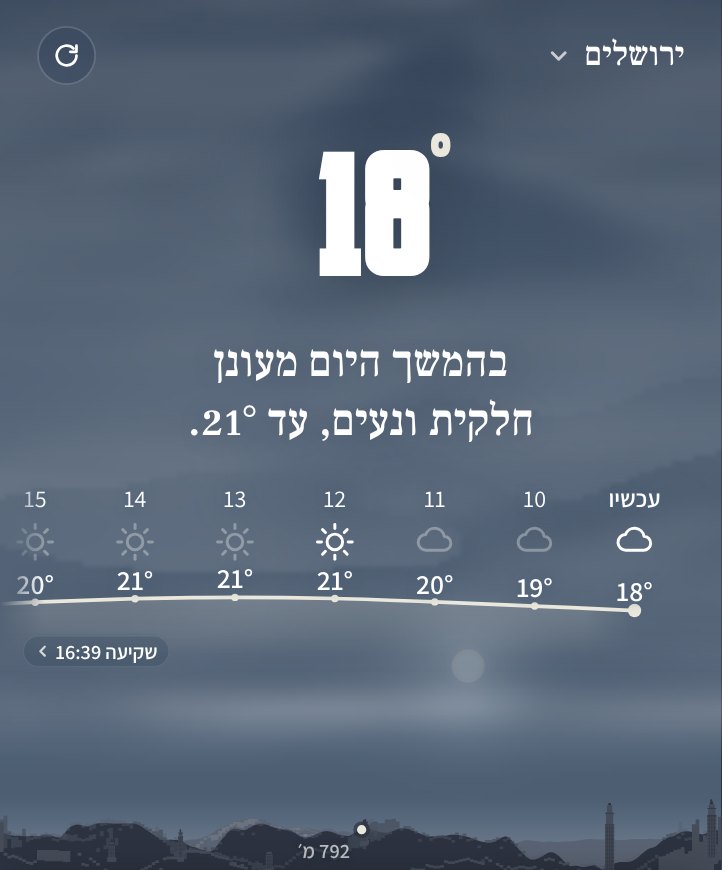 ירושלים
18°
בהמשך היום מעונן
חלקית ונעים, עד 21°.
עכשיו 10 11 12 13 14 15
18° 19° 20° 21° 21° 21° 20°
שקיעה 16:39
792 מ׳